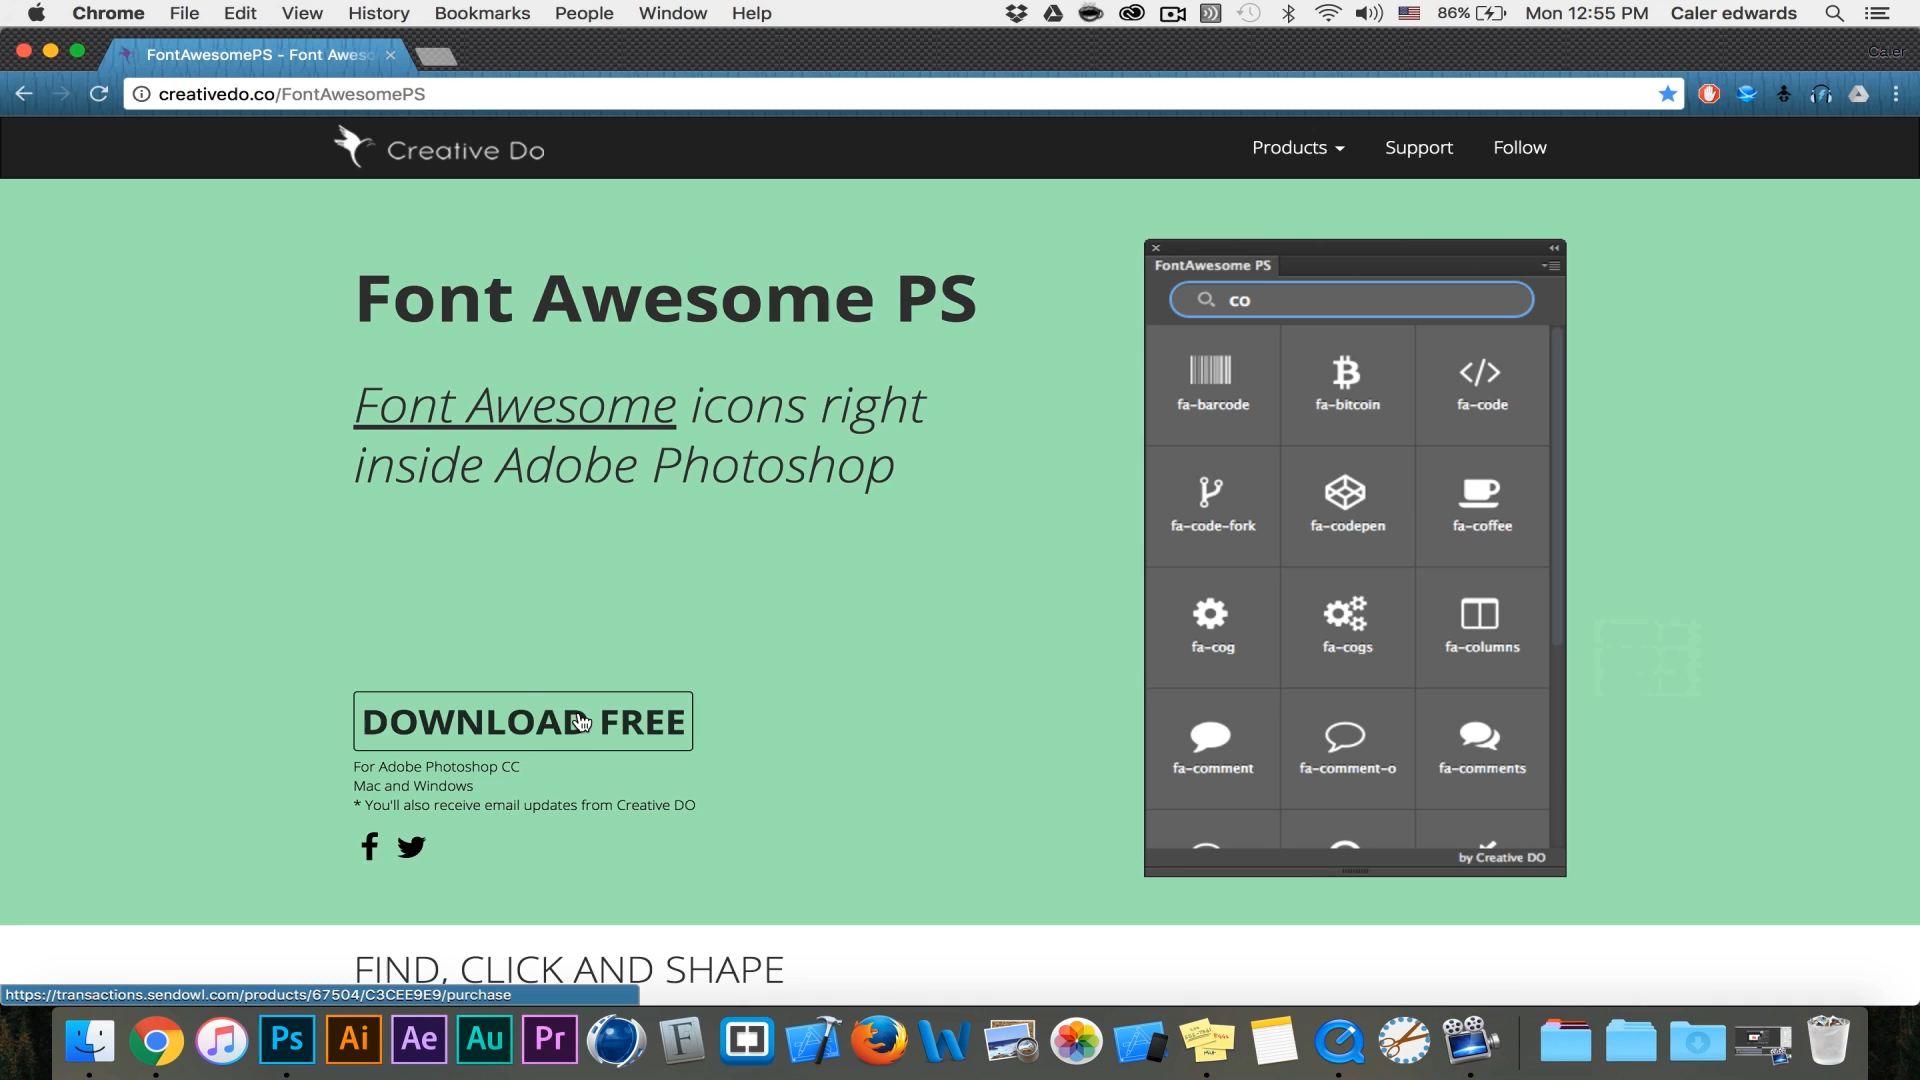 Chrome File Edit View History Bookmarks People Window Help 86% Mon 12:55 PM Caler edwards
FontAwesomePS - Font Aweso
Caler
creativedo.co/FontAwesomePS
Creative Do
Products Support Follow
Font Awesome PS
Font Awesome icons right
inside Adobe Photoshop
DOWNLOAD FREE
For Adobe Photoshop CC
Mac and Windows
* You'll also receive email updates from Creative DO
FontAwesome PS
co
fa-barcode fa-bitcoin fa-code
fa-code-fork fa-codepen fa-coffee
fa-cog fa-cogs fa-columns
fa-comment fa-comment-o fa-comments
by Creative DO
FIND, CLICK AND SHAPE
https://transactions.sendowl.com/products/67504/C3CEE9E9/purchase
Ps Ai Ae Au Pr F W